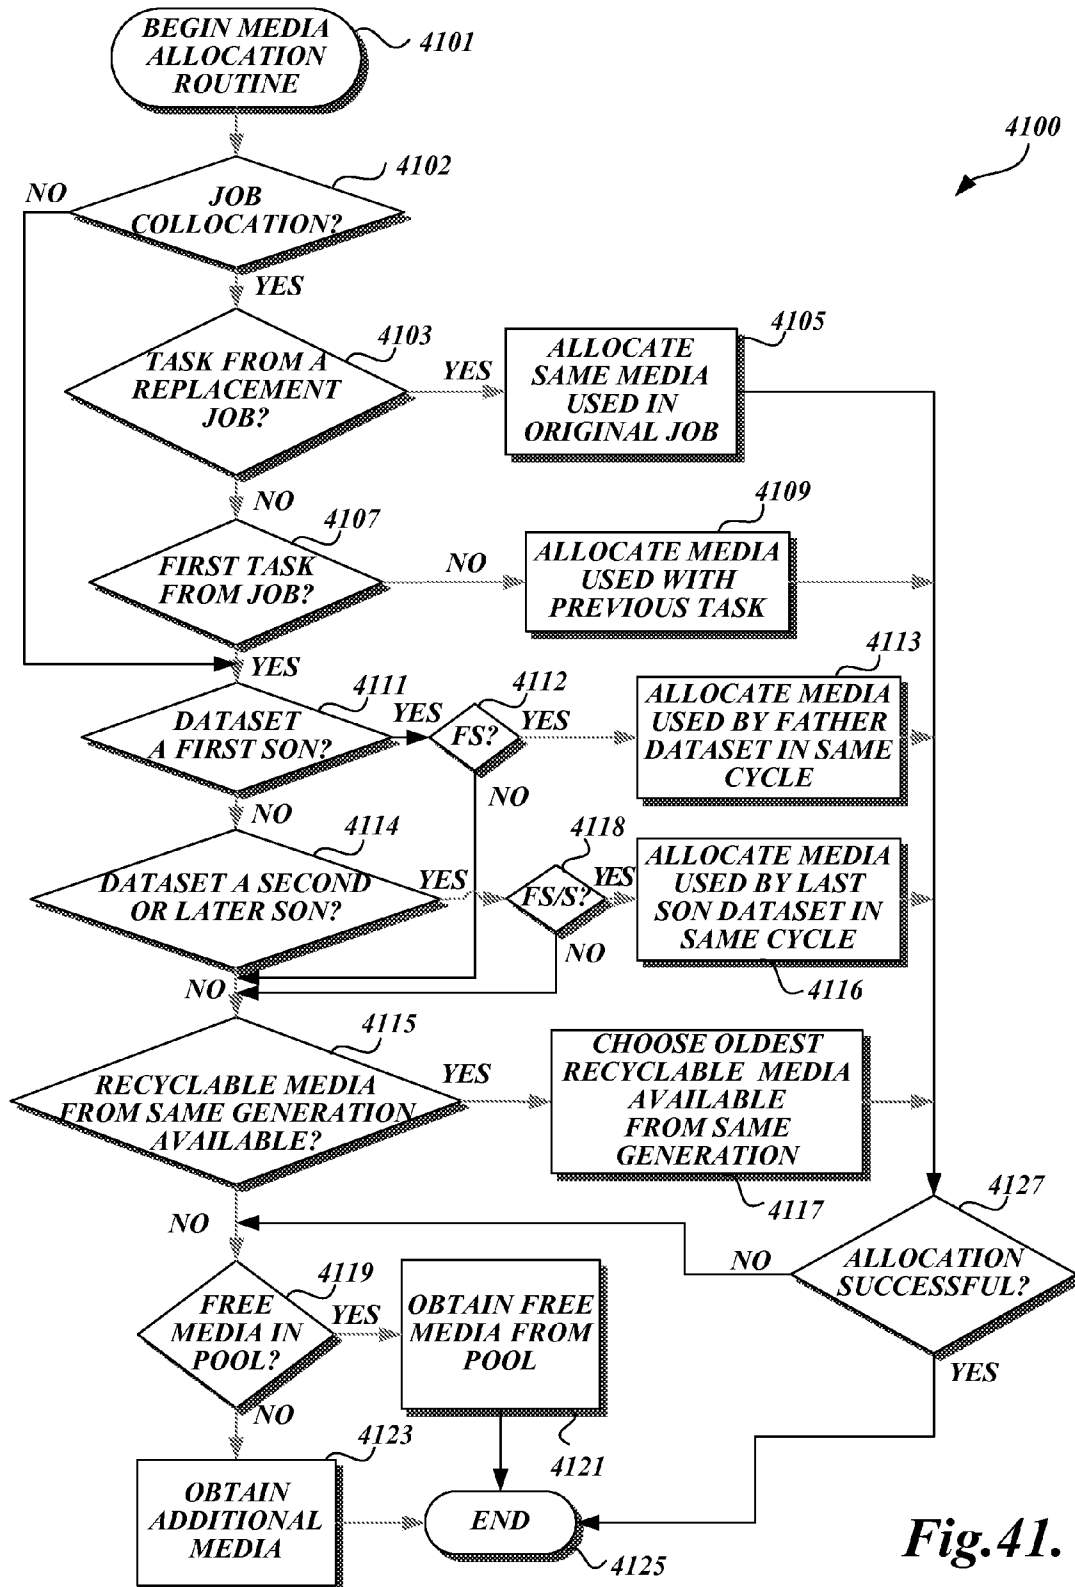 BEGIN MEDIA
ALLOCATION
ROUTINE
4101
4100
4102
NO
JOB
COLLOCATION?
YES
4103
4105
TASK FROM A
REPLACEMENT
JOB?
YES
ALLOCATE
SAME MEDIA
USED IN
ORIGINAL JOB
NO
4107
4109
FIRST TASK
FROM JOB?
NO
ALLOCATE MEDIA
USED WITH
PREVIOUS TASK
YES
4111
4112
4113
DATASET
A FIRST SON?
YES
FS?
YES
ALLOCATE MEDIA
USED BY FATHER
DATASET IN SAME
CYCLE
NO
NO
4114
4118
DATASET A SECOND
OR LATER SON?
YES
FS/S?
YES
ALLOCATE MEDIA
USED BY LAST
SON DATASET IN
SAME CYCLE
NO
NO
4116
4115
RECYCLABLE MEDIA
FROM SAME GENERATION
AVAILABLE?
YES
CHOOSE OLDEST
RECYCLABLE MEDIA
AVAILABLE
FROM SAME
GENERATION
4117
4127
NO
NO
ALLOCATION
SUCCESSFUL?
4119
FREE
MEDIA IN
POOL?
YES
OBTAIN FREE
MEDIA FROM
POOL
YES
NO
4123
4121
OBTAIN
ADDITIONAL
MEDIA
END
4125
Fig.41.